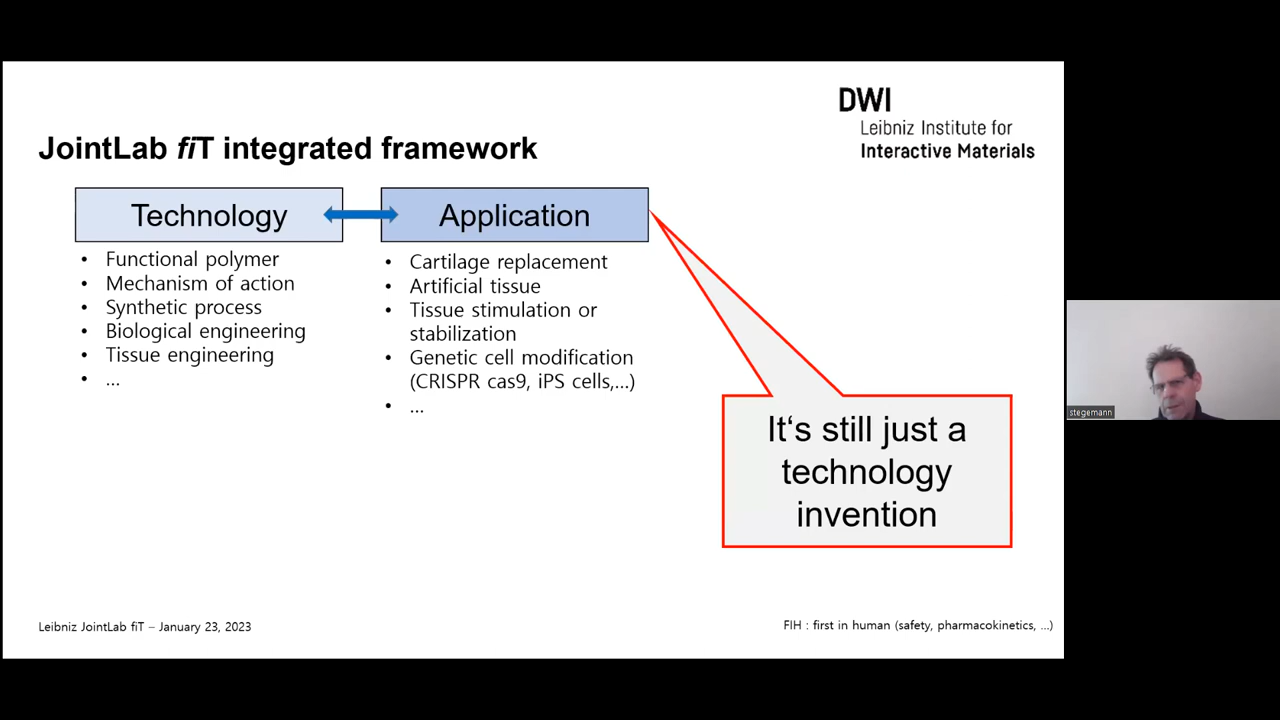 DWI
Leibniz Institute for
Interactive Materials
JointLab fiT integrated framework
Technology
Application
• Functional polymer
• Mechanism of action
• Synthetic process
• Biological engineering
• Tissue engineering
• ...
• Cartilage replacement
• Artificial tissue
• Tissue stimulation or
stabilization
• Genetic cell modification
(CRISPR cas9, iPS cells,...)
• ...
It‘s still just a
technology
invention
stegemann
Leibniz JointLab fiT – January 23, 2023
FIH : first in human (safety, pharmacokinetics, ...)